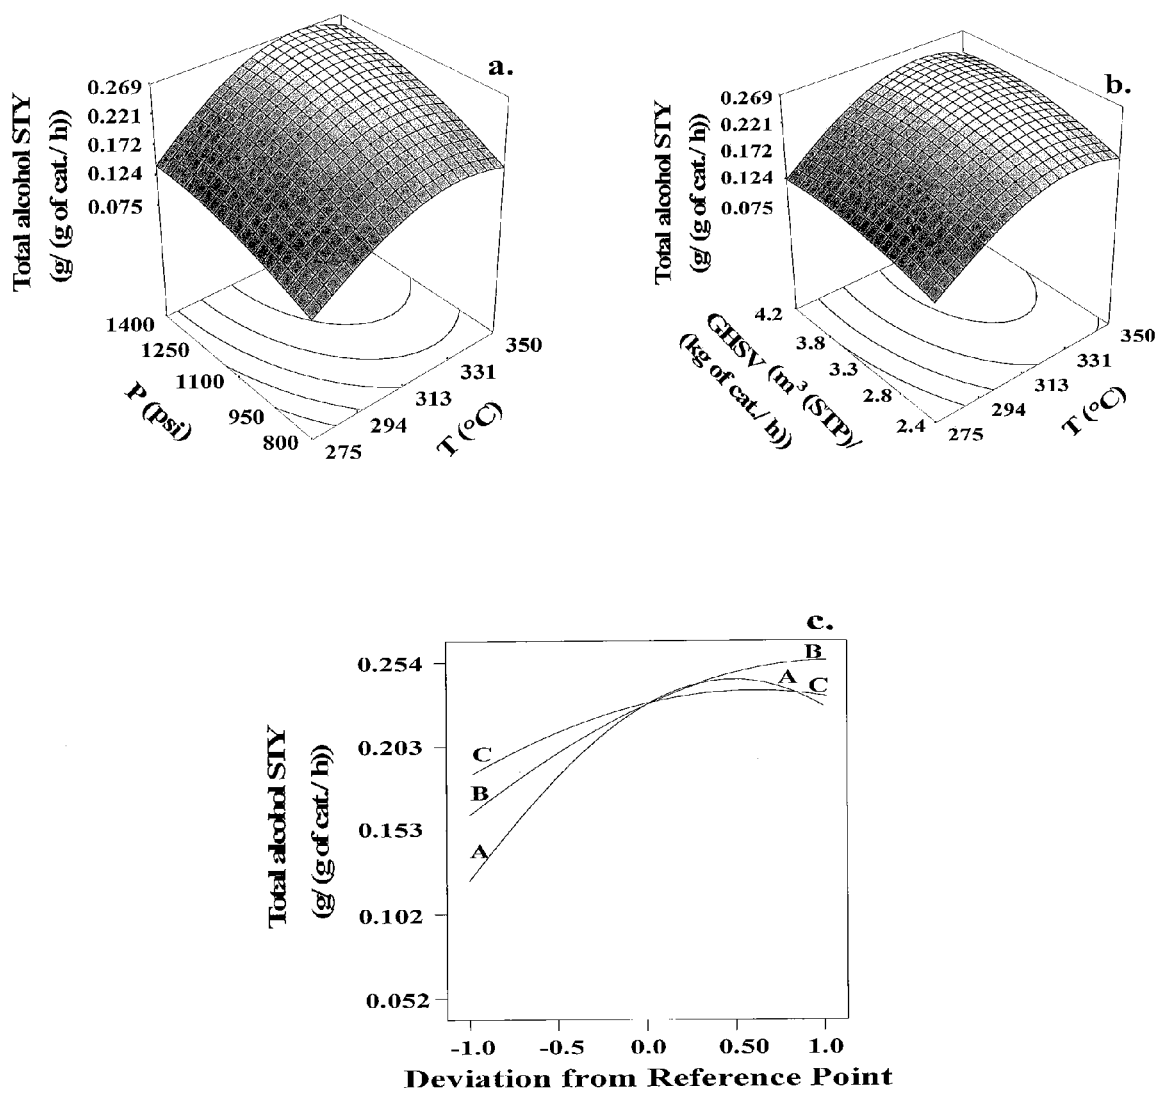 a.
0.269
0.221
0.172
0.124
0.075
Total alcohol STY
(g/ (g of cat./ h))
1400
1250
1100
950
800
P (psi)
350
331
313
294
275
T (°C)
b.
0.269
0.221
0.172
0.124
0.075
Total alcohol STY
(g/ (g of cat./ h))
4.2
3.8
3.3
2.8
2.4
GHSV (m³ (STP)/
(kg of cat./ h))
350
331
313
294
275
T (°C)
c.
0.254
0.203
0.153
0.102
0.052
Total alcohol STY
(g/ (g of cat./ h))
B
A
C
C
B
A
-1.0
-0.5
0.0
0.50
1.0
Deviation from Reference Point